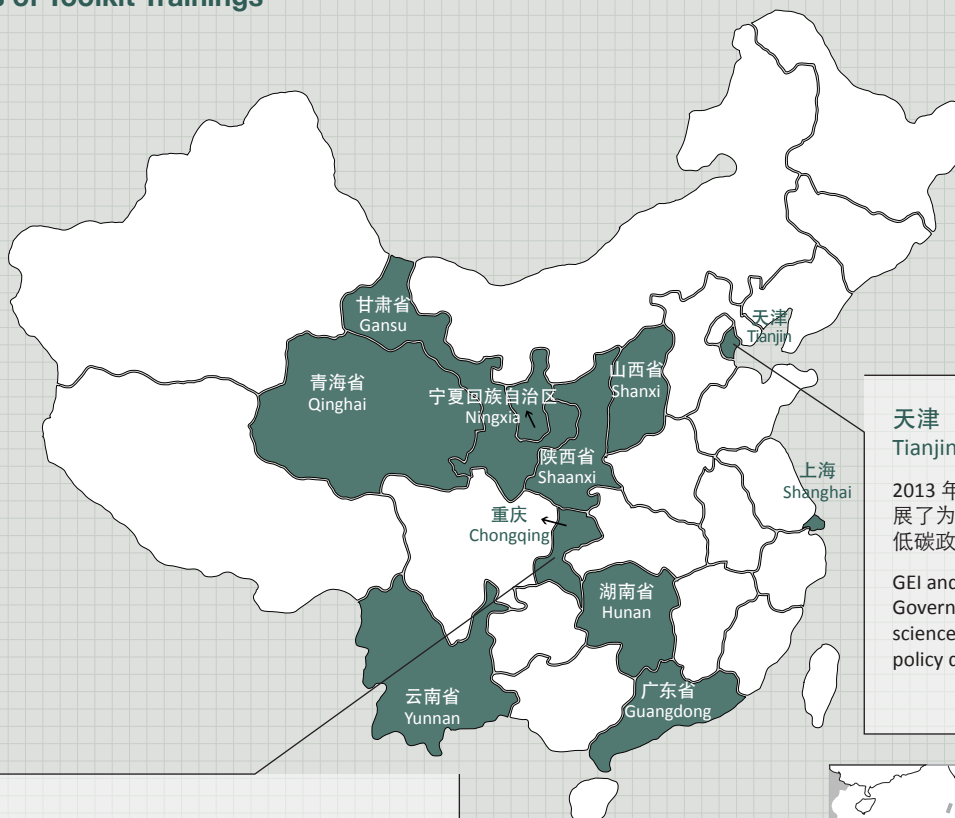 of Toolkit Trainings
甘肃省
Gansu
天津
Tianjin
青海省
Qinghai
宁夏回族自治区
Ningxia
山西省
Shanxi
陕西省
Shaanxi
重庆
Chongqing
上海
Shanghai
湖南省
Hunan
云南省
Yunnan
广东省
Guangdong
天津
Tianjin
2013 年
展了为
低碳政
GEI and
Govern
science
policy